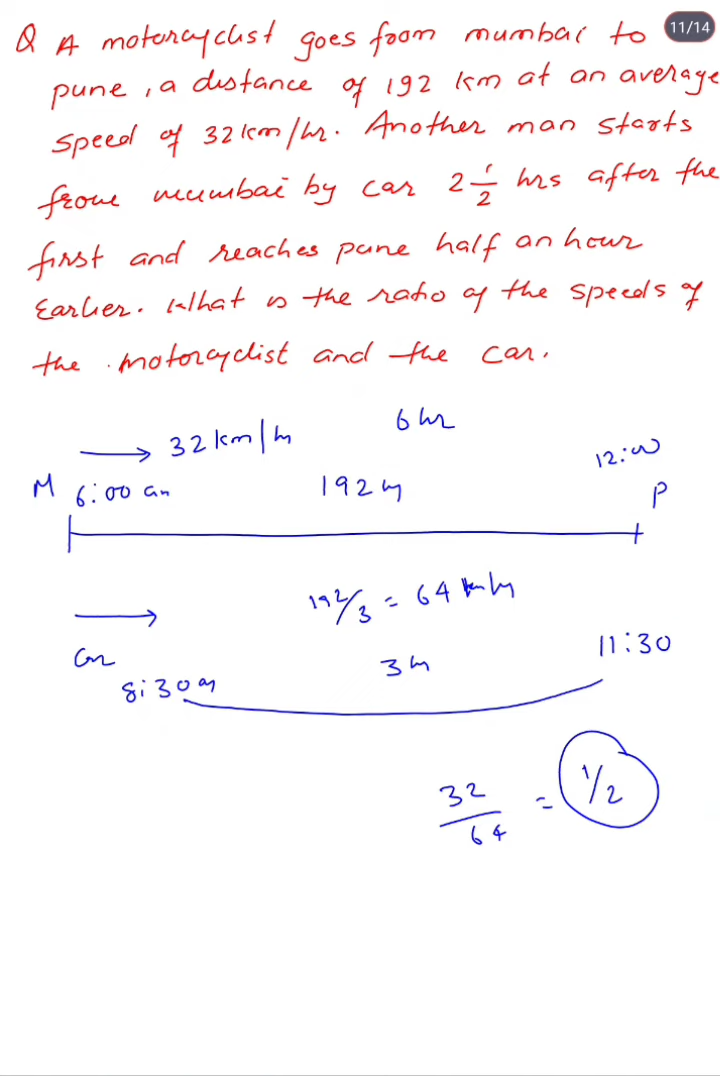 11/14
Q A motorcyclist goes from mumbai to
pune, a distance of 192 km at an average
speed of 32 km/hr. Another man starts
from mumbai by car 2 1/2 hrs after the
first and reaches pune half an hour
Earlier. What is the ratio of the speeds of
the motorcyclist and the car.
6 hr
32 km/h
12:00
M 6:00 am 192 km P
192/3 = 64 km/h
11:30
Car 3 h
8:30 am
32/64 = 1/2